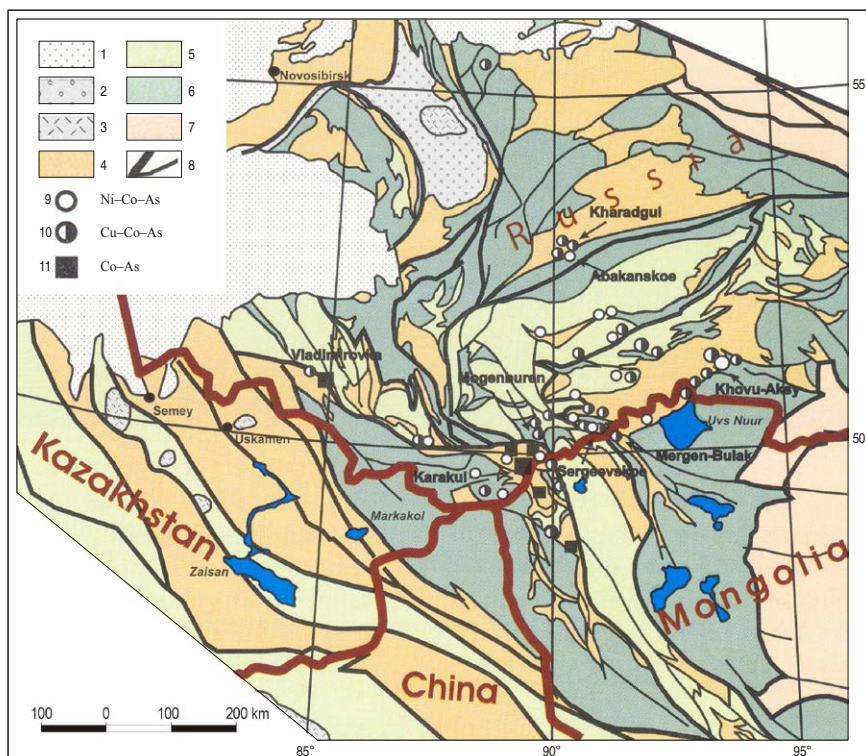 1 5
2 6
3 7
4 8
9 Ni–Co–As
10 Cu–Co–As
11 Co–As
Novosibirsk
55°
Russia
Kharadgul
Abakanskoe
Vladimirovka
Mogenburen
Khovu-Aksy
Semey
Uskamen
Uvs Nuur
50°
Mergen-Bulak
Karakul
Sergeevskoe
Kazakhstan
Markakol
Zaisan
Mongolia
China
100 0 100 200 km
85° 90° 95°